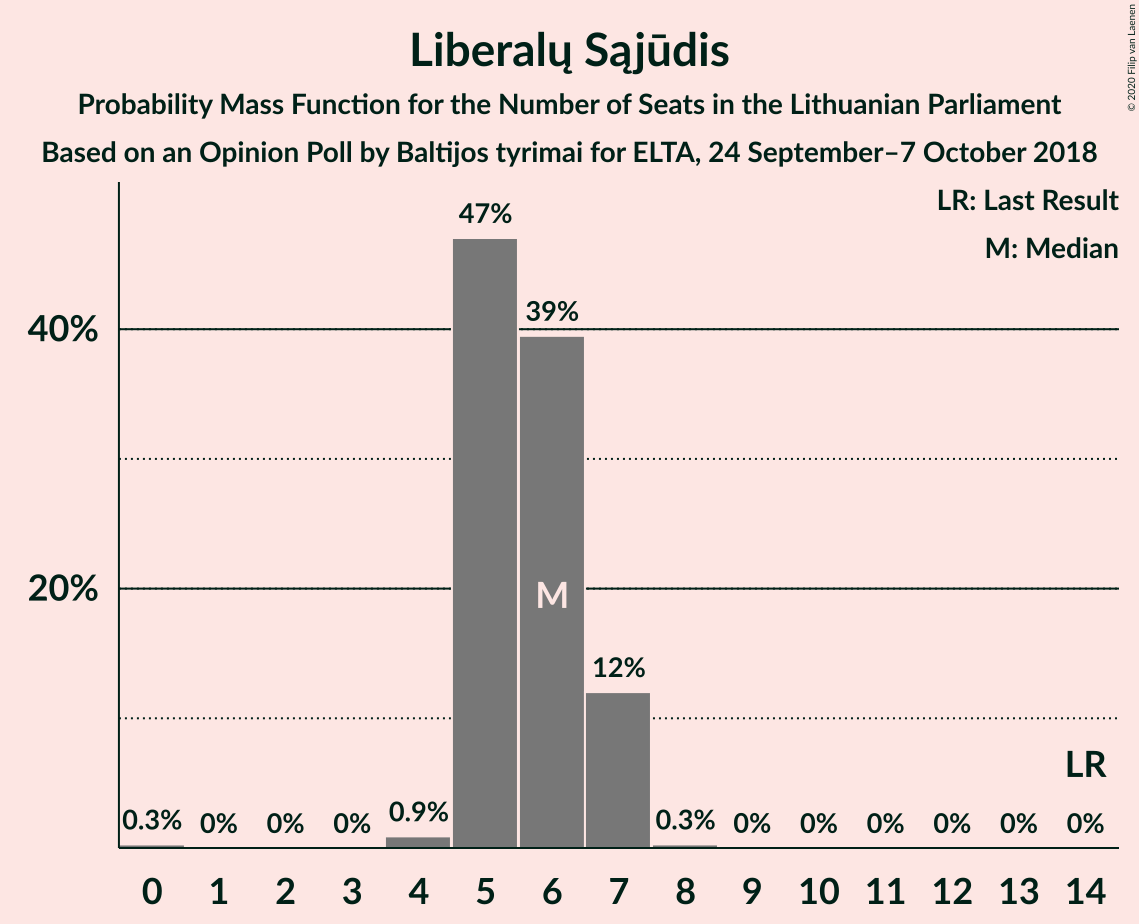 Liberalų Sąjūdis
Probability Mass Function for the Number of Seats in the Lithuanian Parliament
Based on an Opinion Poll by Baltijos tyrimai for ELTA, 24 September–7 October 2018
© 2020 Filip van Laenen
LR: Last Result
M: Median
47%
39%
40%
20%
M
12%
LR
0.3% 0% 0% 0% 0.9% 0.3% 0% 0% 0% 0% 0% 0%
0 1 2 3 4 5 6 7 8 9 10 11 12 13 14